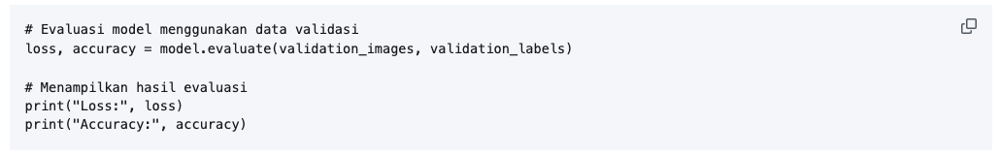 # Evaluasi model menggunakan data validasi
loss, accuracy = model.evaluate(validation_images, validation_labels)
# Menampilkan hasil evaluasi
print("Loss:", loss)
print("Accuracy:", accuracy)